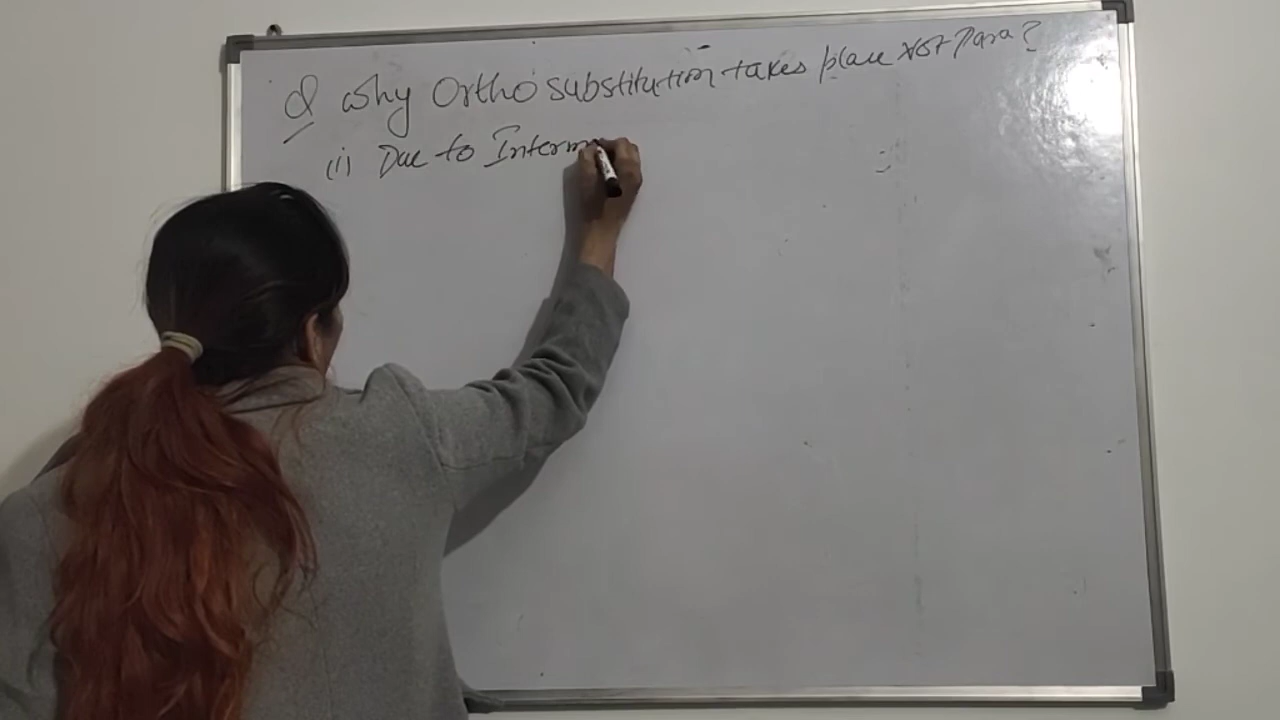 Q why Ortho substitution takes place Not Para?
(i) Due to Interm